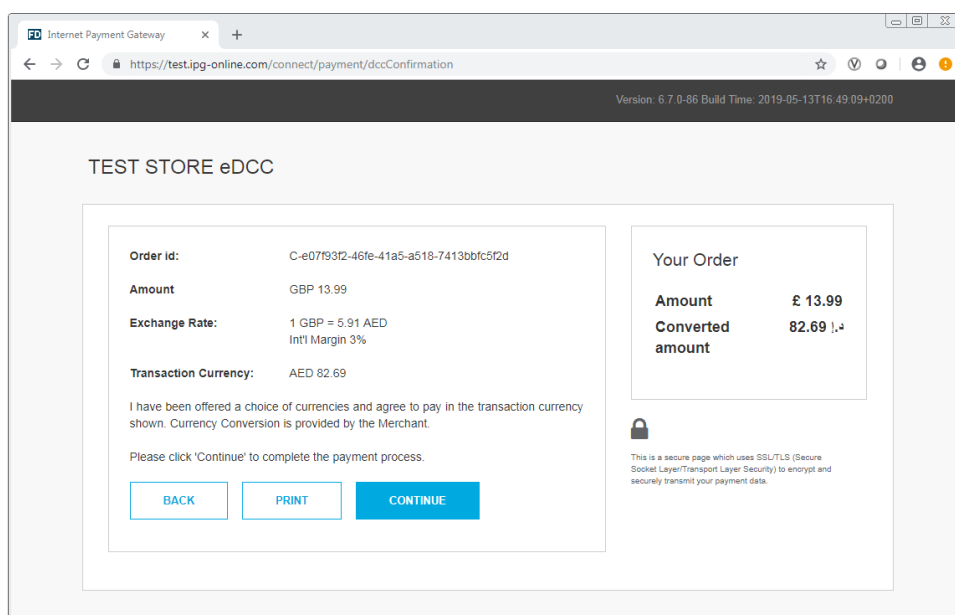 FD Internet Payment Gateway
https://test.ipg-online.com/connect/payment/dccConfirmation
Version: 6.7.0-86 Build Time: 2019-05-13T16:49:09+0200
TEST STORE eDCC
Order id: C-e07f93f2-46fe-41a5-a518-7413bbfc5f2d
Amount GBP 13.99
Exchange Rate: 1 GBP = 5.91 AED
Int'l Margin 3%
Transaction Currency: AED 82.69
I have been offered a choice of currencies and agree to pay in the transaction currency
shown. Currency Conversion is provided by the Merchant.
Please click 'Continue' to complete the payment process.
BACK PRINT CONTINUE
Your Order
Amount £ 13.99
Converted 82.69 د.إ
amount
This is a secure page which uses SSL/TLS (Secure
Socket Layer/Transport Layer Security) to encrypt and
securely transmit your payment data.